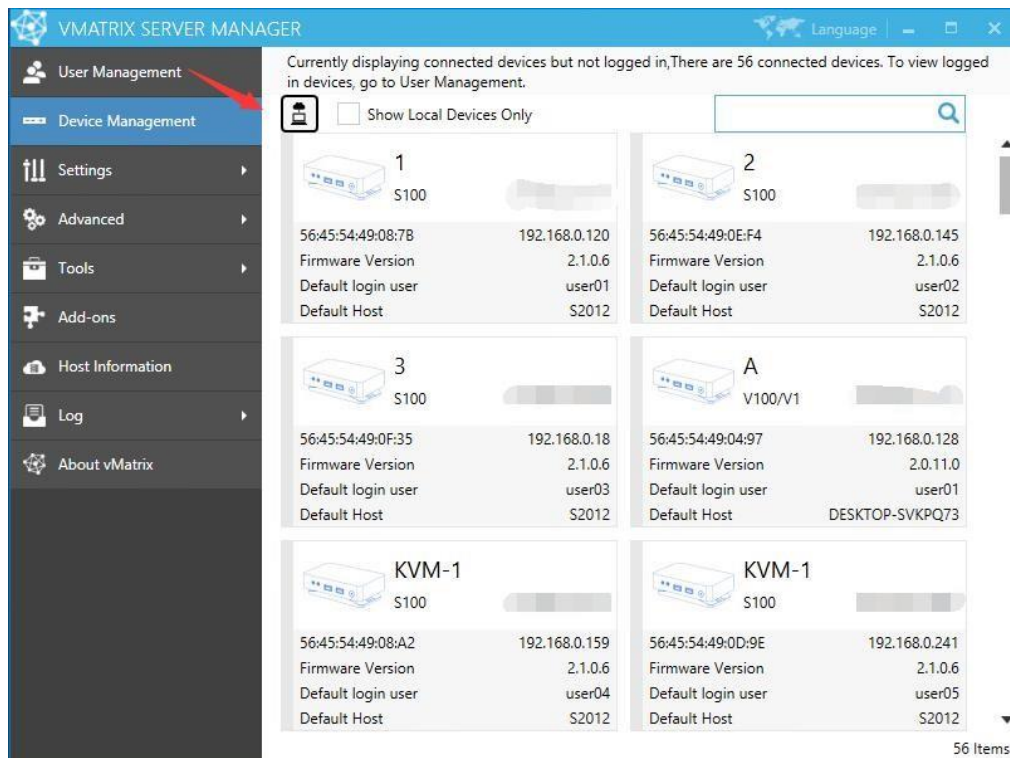 VMATRIX SERVER MANAGER
Language
User Management
Device Management
Settings
Advanced
Tools
Add-ons
Host Information
Log
About vMatrix
Currently displaying connected devices but not logged in,There are 56 connected devices. To view logged
in devices, go to User Management.
Show Local Devices Only
1
S100
56:45:54:49:08:7B 192.168.0.120
Firmware Version 2.1.0.6
Default login user user01
Default Host S2012
2
S100
56:45:54:49:0E:F4 192.168.0.145
Firmware Version 2.1.0.6
Default login user user02
Default Host S2012
3
S100
56:45:54:49:0F:35 192.168.0.18
Firmware Version 2.1.0.6
Default login user user03
Default Host S2012
A
V100/V1
56:45:54:49:04:97 192.168.0.128
Firmware Version 2.0.11.0
Default login user user01
Default Host DESKTOP-SVKPQ73
KVM-1
S100
56:45:54:49:08:A2 192.168.0.159
Firmware Version 2.1.0.6
Default login user user04
Default Host S2012
KVM-1
S100
56:45:54:49:0D:9E 192.168.0.241
Firmware Version 2.1.0.6
Default login user user05
Default Host S2012
56 Items